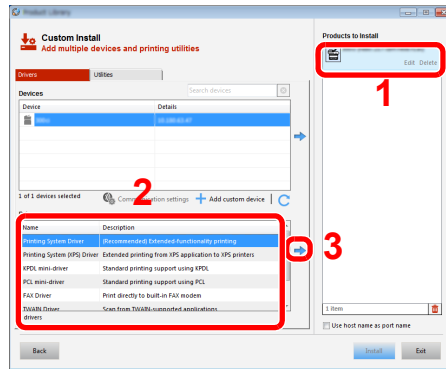 Product Library
Custom Install
Add multiple devices and printing utilities
Products to install
Edit Delete
1
Drivers Utilities
Devices
Search devices
Device Details
1 of 1 devices selected
2
settings + Add custom device
Name Description
Printing System Driver (Recommended) Extended-functionality printing
Printing System (XPS) Driver Extended printing from XPS application to XPS printers
KPDL mini-driver Standard printing support using KPDL
PCL mini-driver Standard printing support using PCL
FAX Driver Print directly to built-in FAX modem
TWAIN Driver Scan from TWAIN-supported applications
drivers
3
1 item
Use host name as port name
Back Install Exit